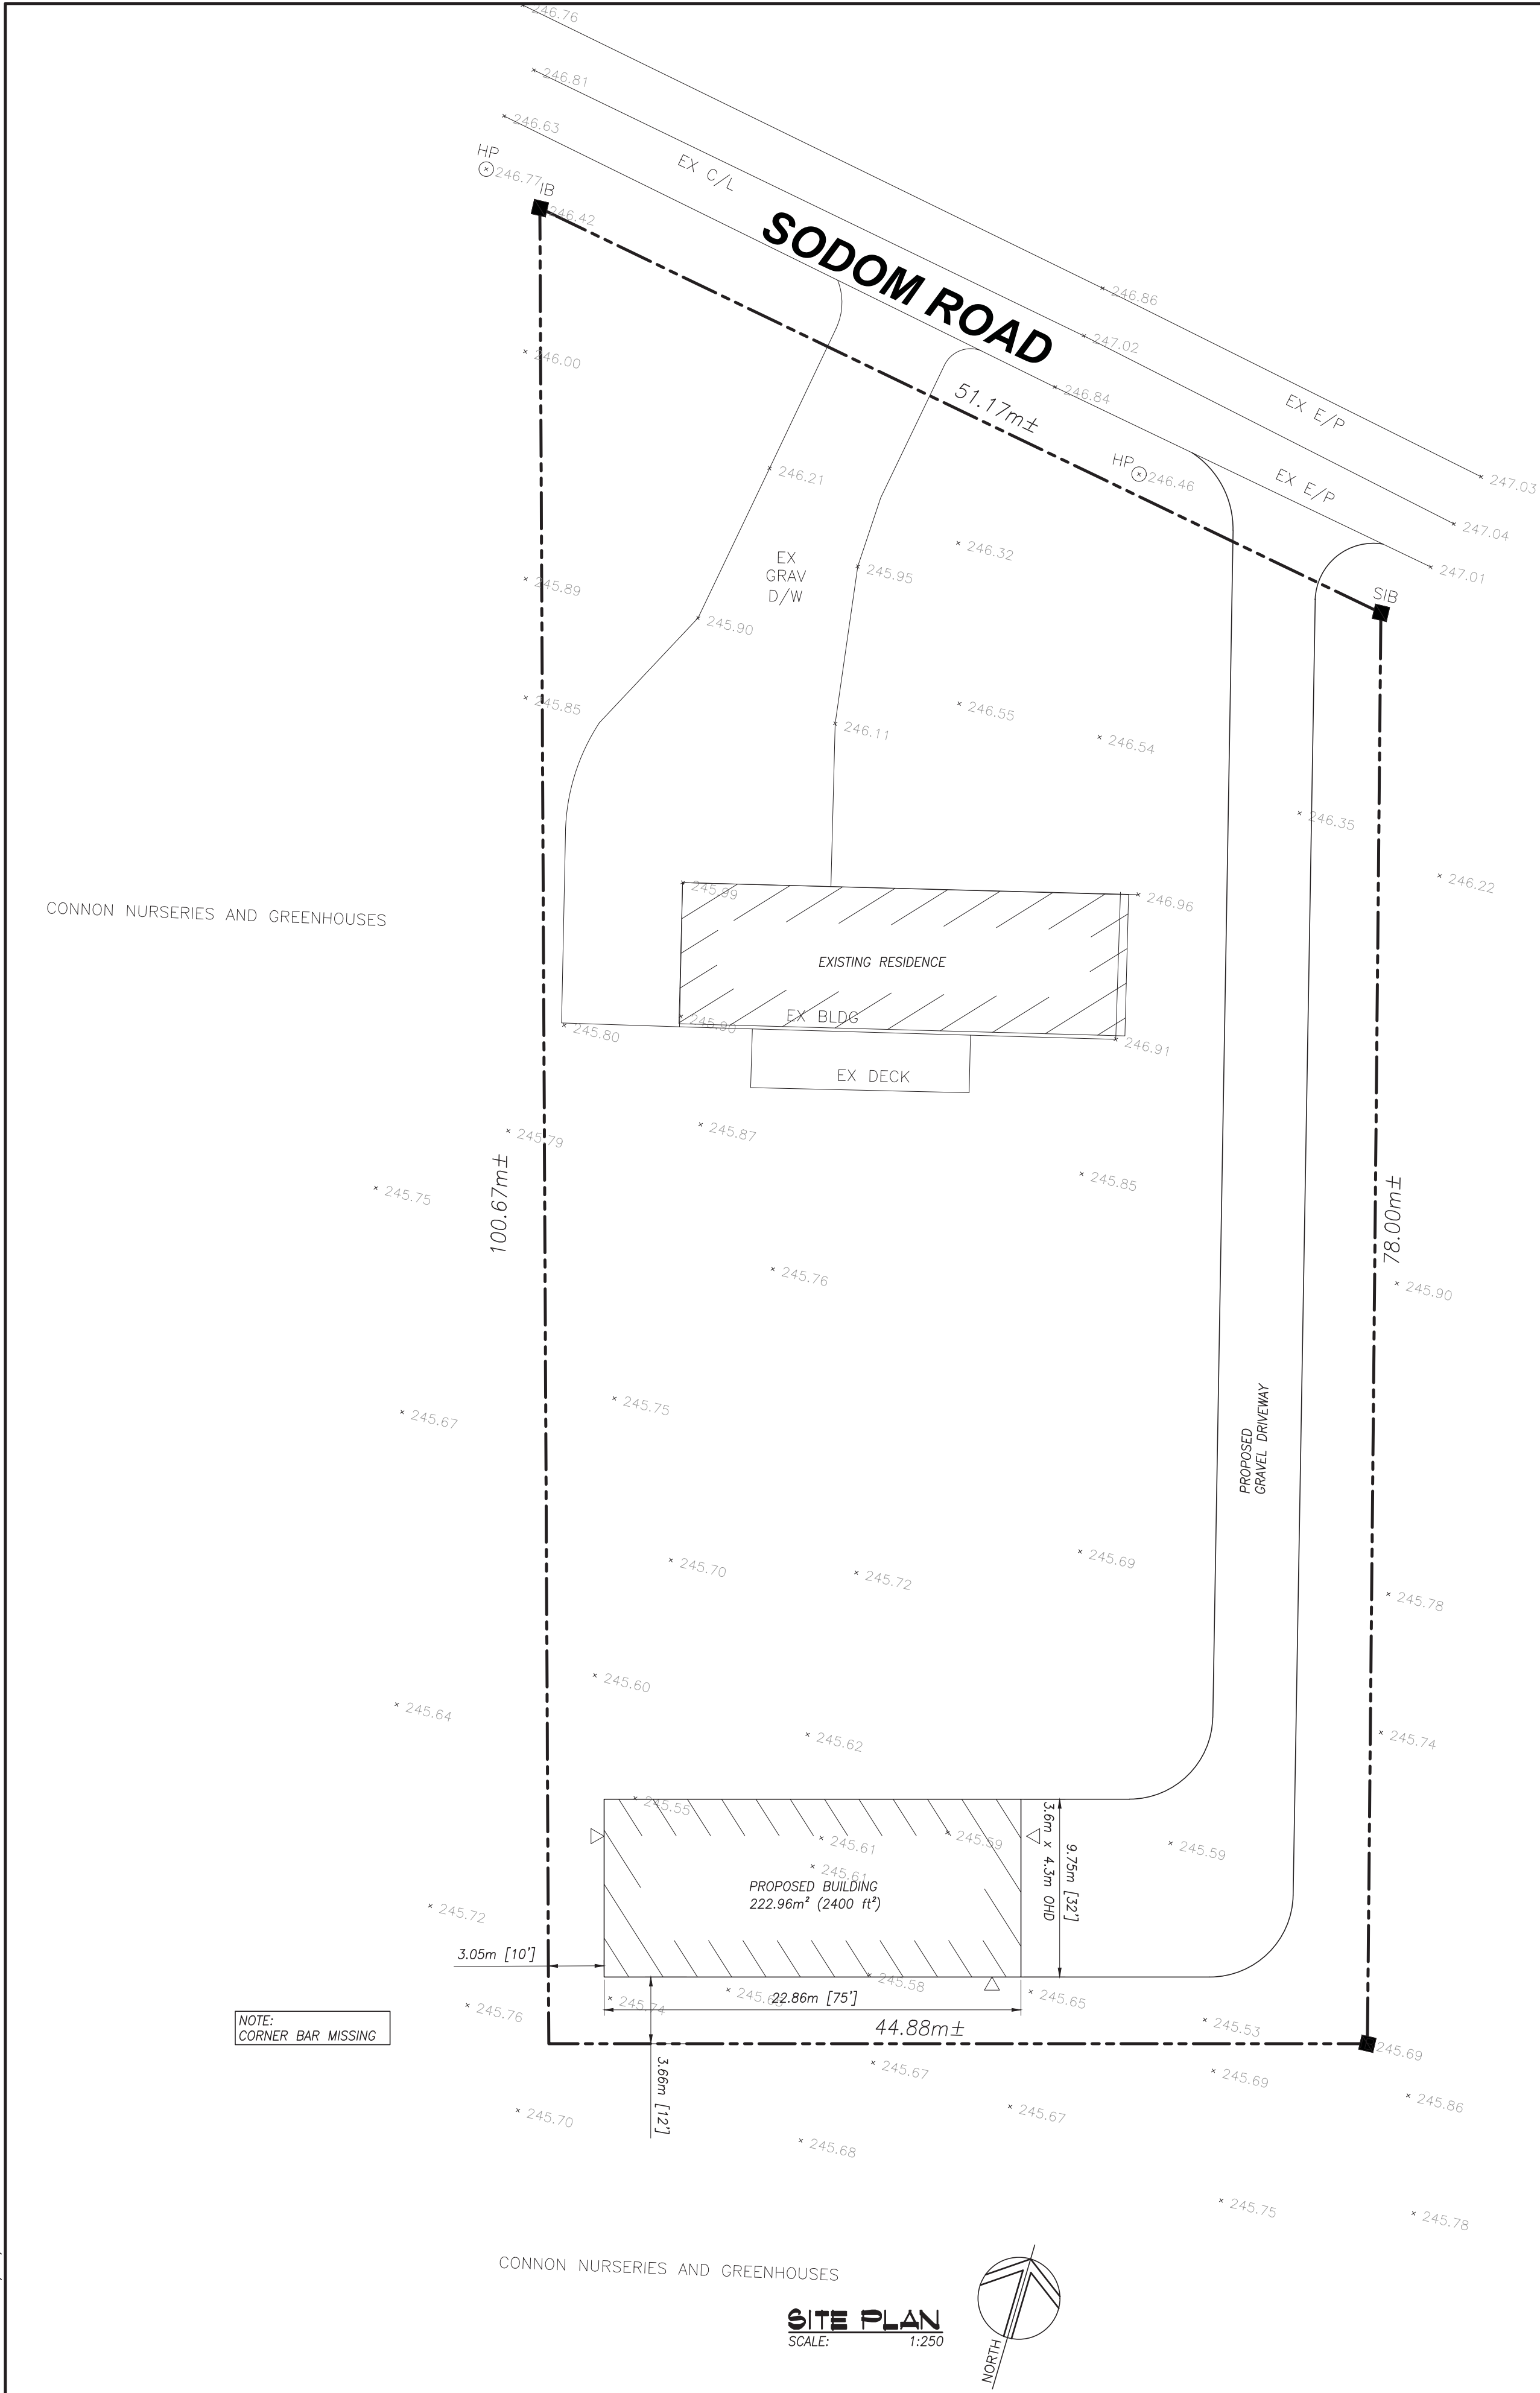 246.76
246.81
246.63
HP
246.77
IB
246.42
EX C/L
SODOM ROAD
246.86
247.02
246.84
EX E/P
51.17m±
246.00
HP
246.46
EX E/P
247.03
247.04
247.01
SIB
246.21
246.32
EX
GRAV
D/W
245.95
245.89
245.90
245.85
246.55
246.11
246.54
246.35
246.22
CONNON NURSERIES AND GREENHOUSES
245.99
246.96
EXISTING RESIDENCE
EX BLDG
245.90
245.80
246.91
EX DECK
245.79
245.87
245.85
245.75
100.67m±
78.00m±
245.76
245.90
245.75
245.67
PROPOSED
GRAVEL DRIVEWAY
245.70
245.72
245.69
245.78
245.60
245.64
245.62
245.74
245.55
245.61
245.59
245.61
3.6m x 4.3m OHD
9.75m [32']
245.59
PROPOSED BUILDING
222.96m² (2400 ft²)
245.72
3.05m [10']
245.58
245.76
245.74
22.86m [75']
245.65
NOTE:
CORNER BAR MISSING
44.88m±
245.53
245.69
3.66m [12']
245.67
245.69
245.86
245.70
245.67
245.68
245.75
245.78
CONNON NURSERIES AND GREENHOUSES
SITE PLAN
SCALE: 1:250
NORTH